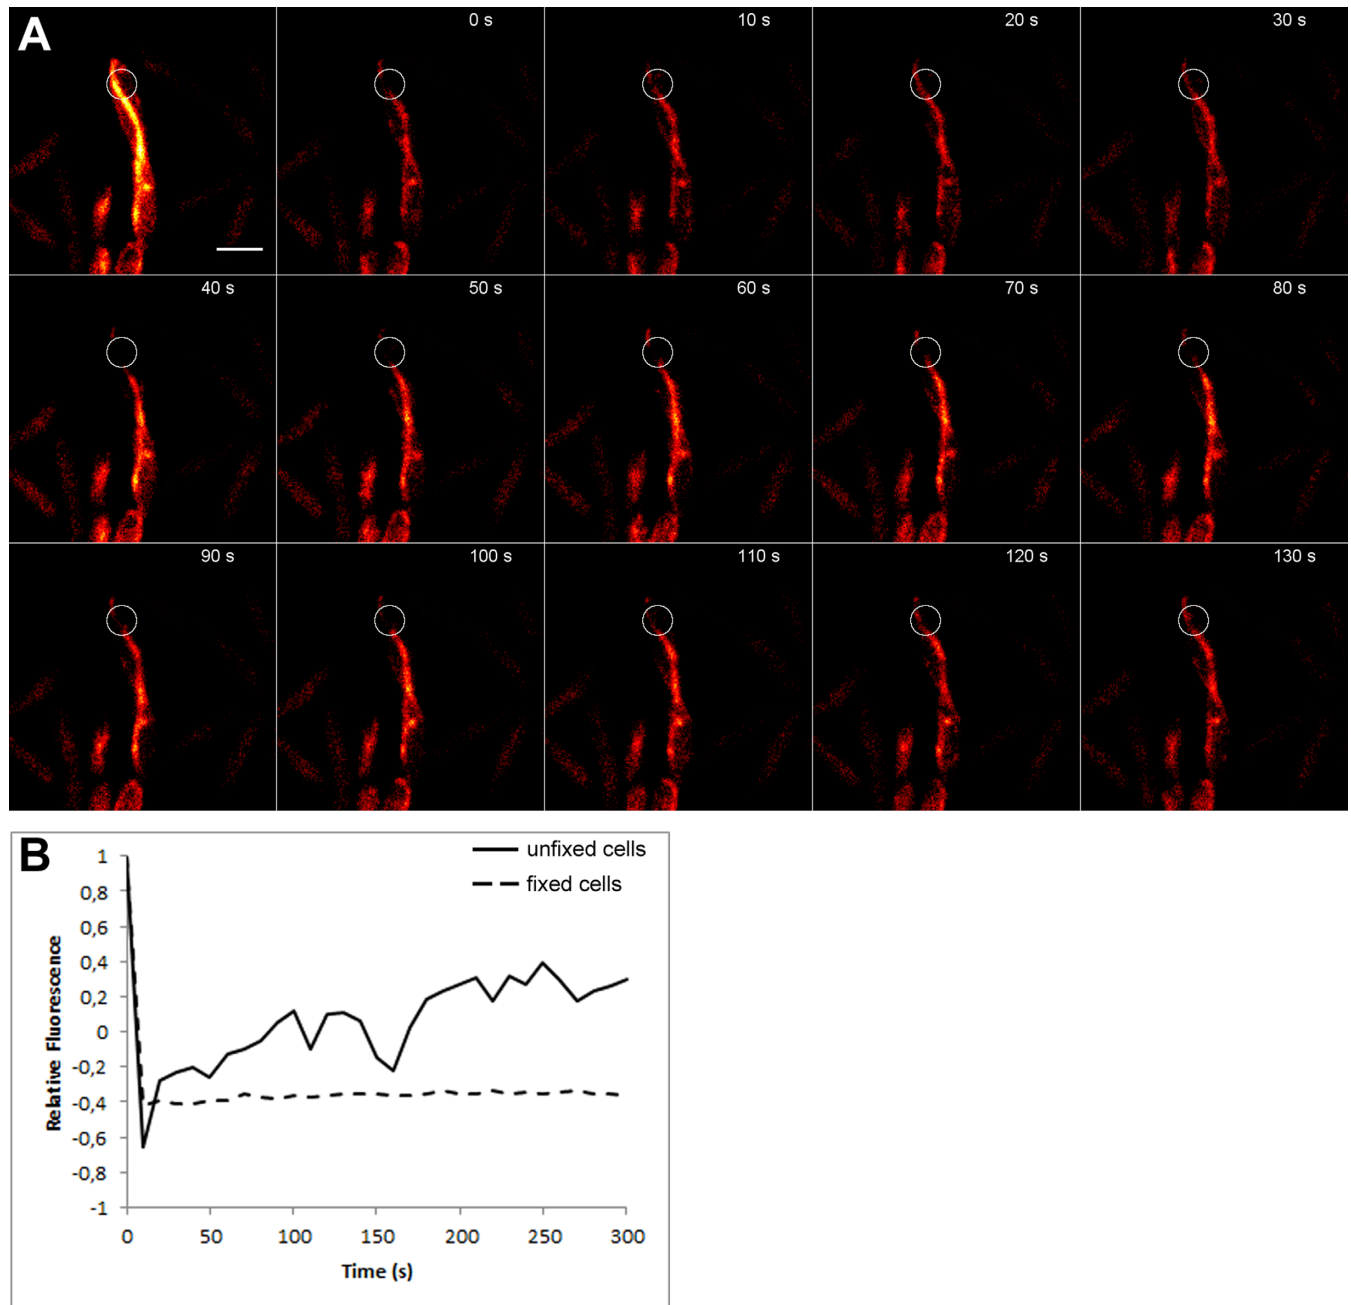 A
0 s
10 s
20 s
30 s
40 s
50 s
60 s
70 s
80 s
90 s
100 s
110 s
120 s
130 s
B
unfixed cells
fixed cells
1
0,8
0,6
0,4
0,2
0
-0,2
-0,4
-0,6
-0,8
-1
Relative Fluorescence
0 50 100 150 200 250 300
Time (s)